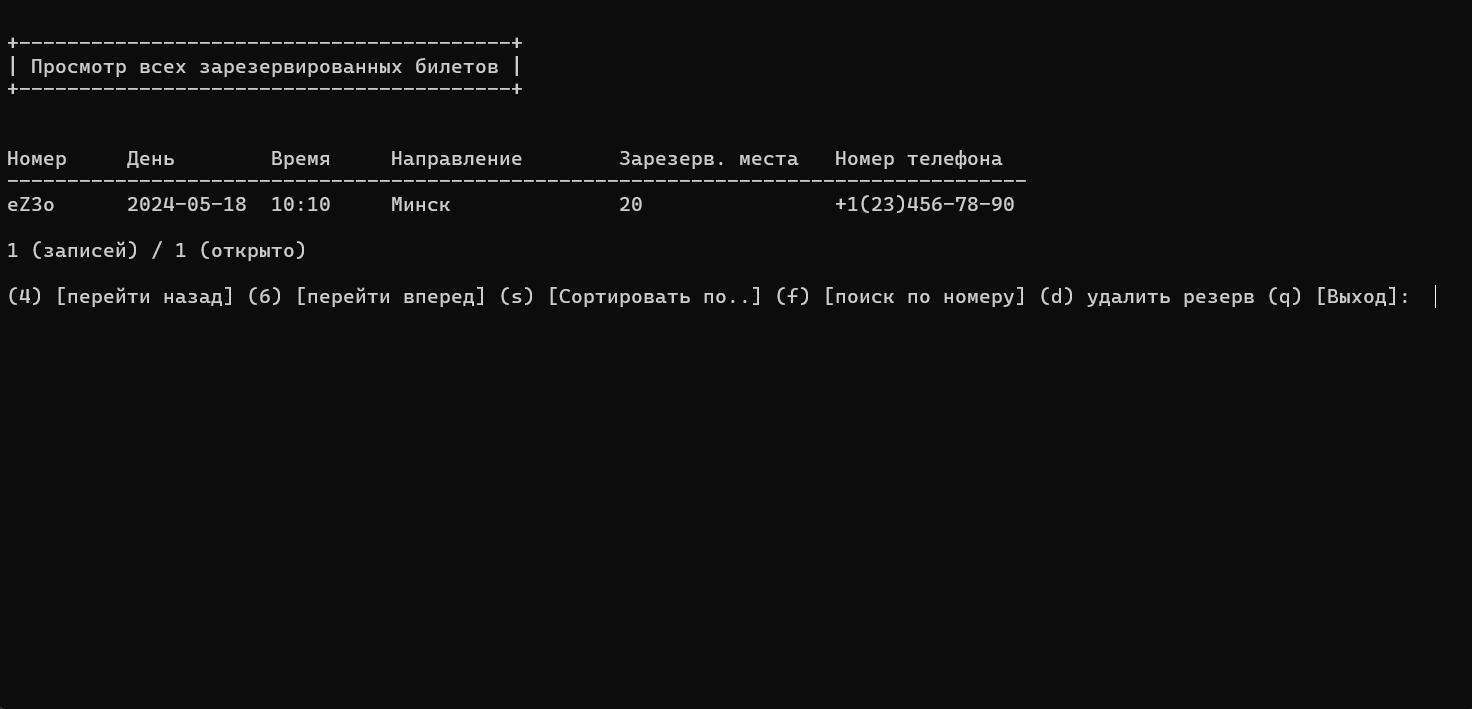 +-----------------------------------------+
| Просмотр всех зарезервированных билетов |
+-----------------------------------------+
Номер     День        Время     Направление        Зарезерв. места   Номер телефона
-------------------------------------------------------------------------------------
eZ3o      2024-05-18  10:10     Минск              20                +1(23)456-78-90
1 (записей) / 1 (открыто)
(4) [перейти назад] (6) [перейти вперед] (s) [Сортировать по..] (f) [поиск по номеру] (d) удалить резерв (q) [Выход]: